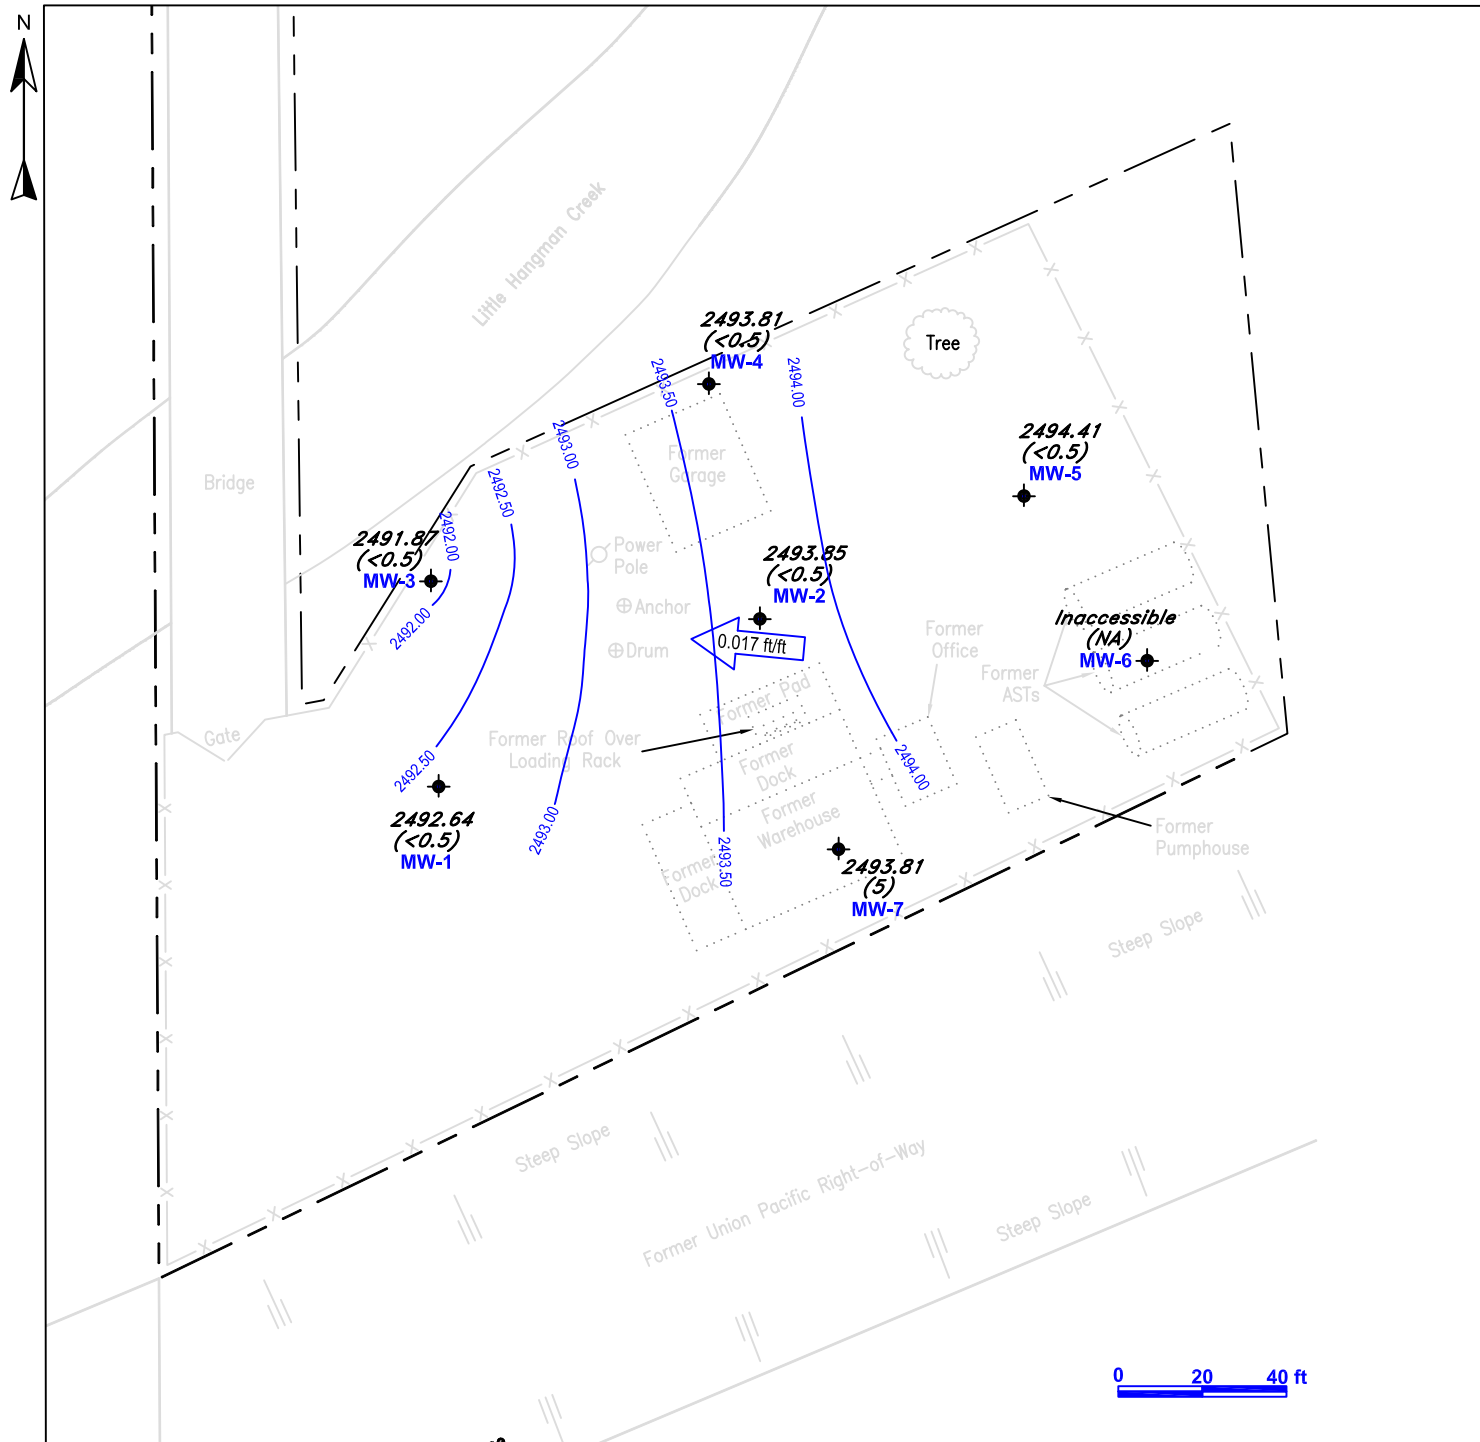 N
Little Hangman Creek
2493.81
(<0.5)
MW-4
Tree
2493.50
2494.00
2493.00
2494.41
(<0.5)
MW-5
Former
Garage
Bridge
2492.50
2492.00
2491.87
(<0.5)
MW-3
Power
Pole
2493.85
(<0.5)
MW-2
Anchor
2492.00
Drum
0.017 ft/ft
Former
Office
Inaccessible
(NA)
MW-6
Former
ASTs
Former Pad
Gate
Former Roof Over
Loading Rack
Former
Dock
2494.00
2492.50
2493.00
Former
Warehouse
2492.64
(<0.5)
MW-1
2493.50
Former
Dock
2493.81
(5)
MW-7
Former
Pumphouse
Steep Slope
Steep Slope
Former Union Pacific Right-of-Way
Steep Slope
0 20 40 ft